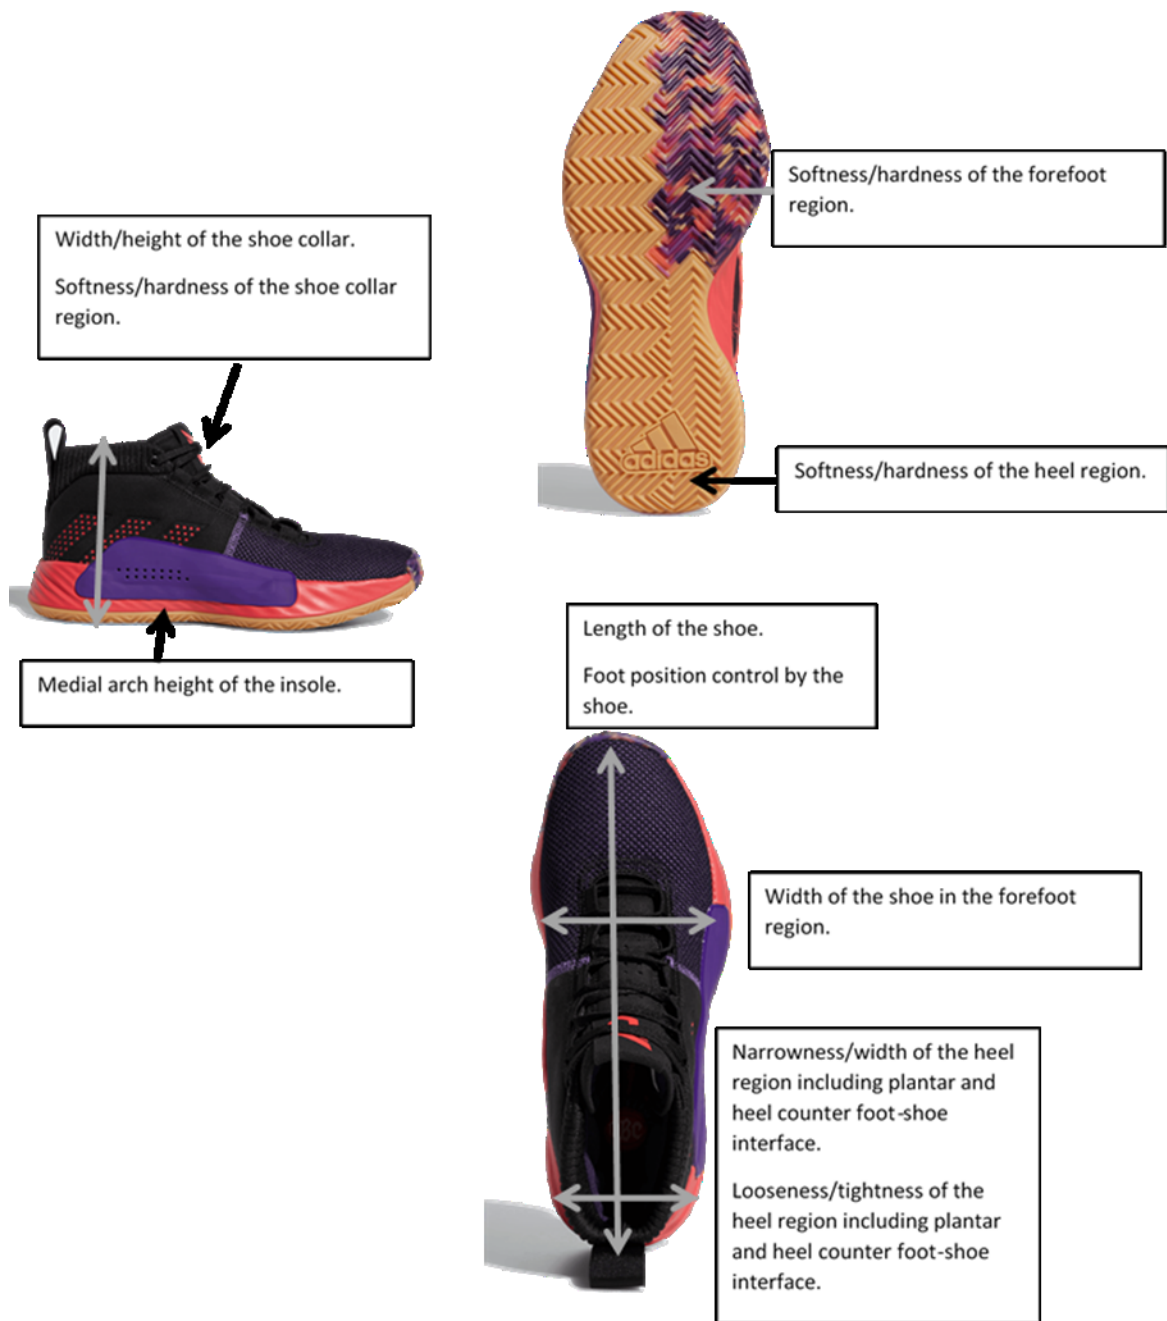 Softness/hardness of the forefoot
region.
Width/height of the shoe collar.
Softness/hardness of the shoe collar
region.
adidas
Softness/hardness of the heel region.
Medial arch height of the insole.
Length of the shoe.
Foot position control by the
shoe.
Width of the shoe in the forefoot
region.
Narrowness/width of the heel
region including plantar and
heel counter foot-shoe
interface.
Looseness/tightness of the
heel region including plantar
and heel counter foot-shoe
interface.